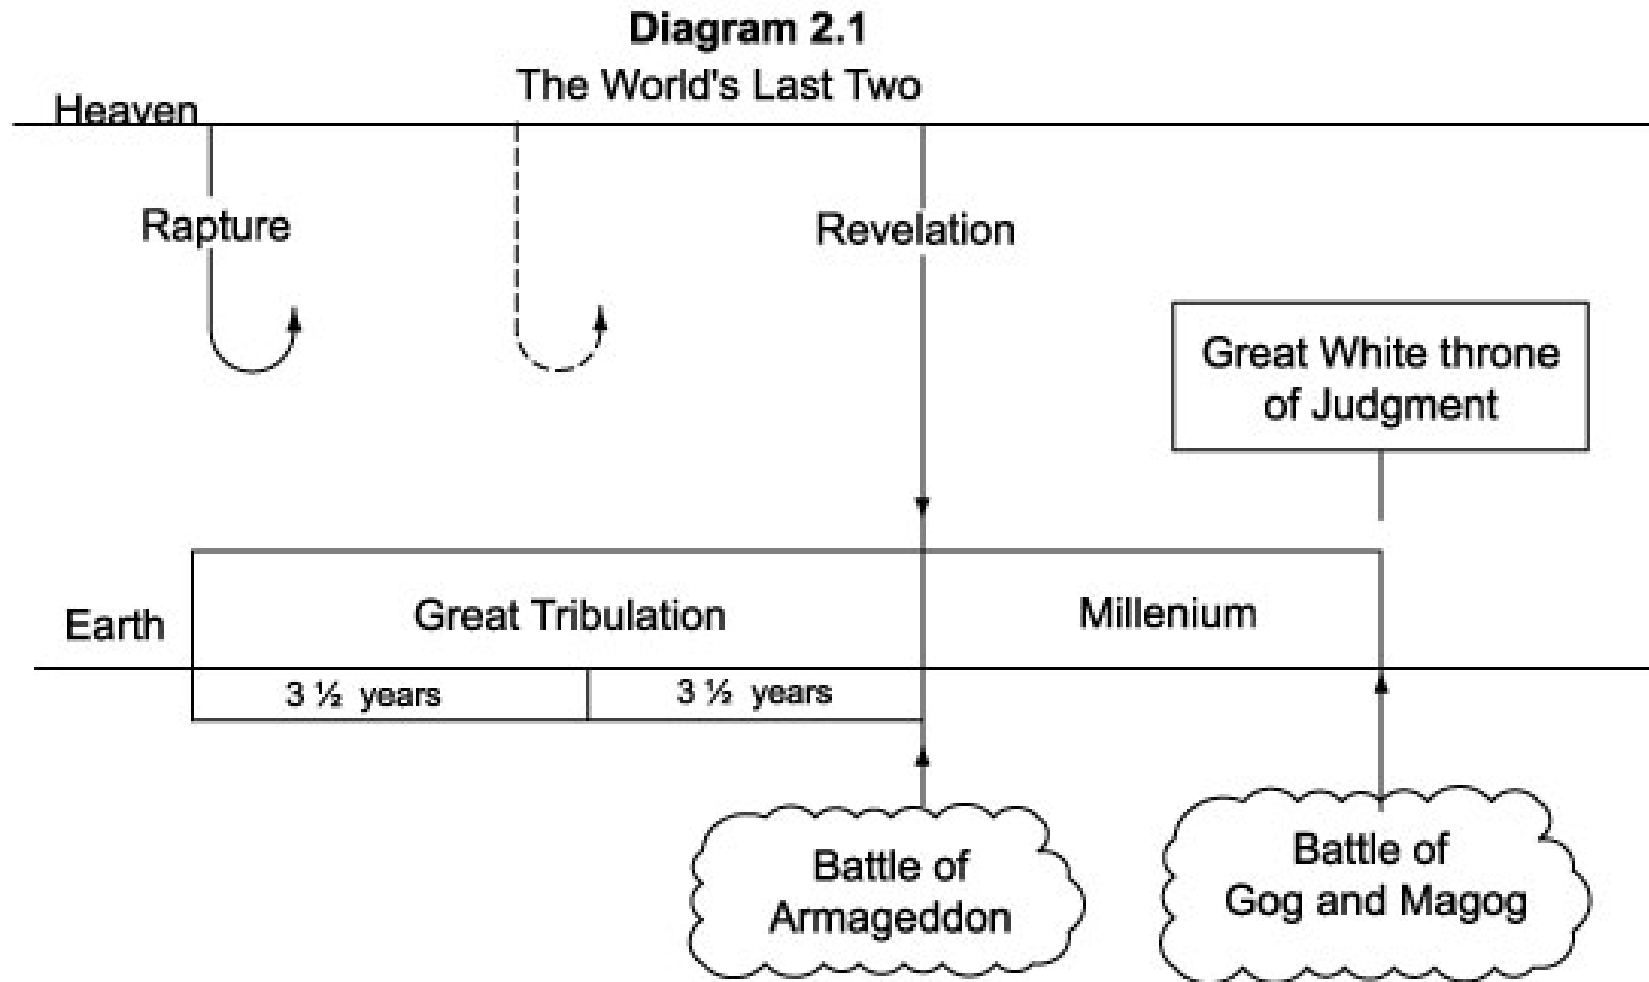 Diagram 2.1
The World's Last Two
Heaven
Rapture
Revelation
Great White throne
of Judgment
Earth
Great Tribulation
Millenium
3 ½ years
3 ½ years
Battle of
Armageddon
Battle of
Gog and Magog